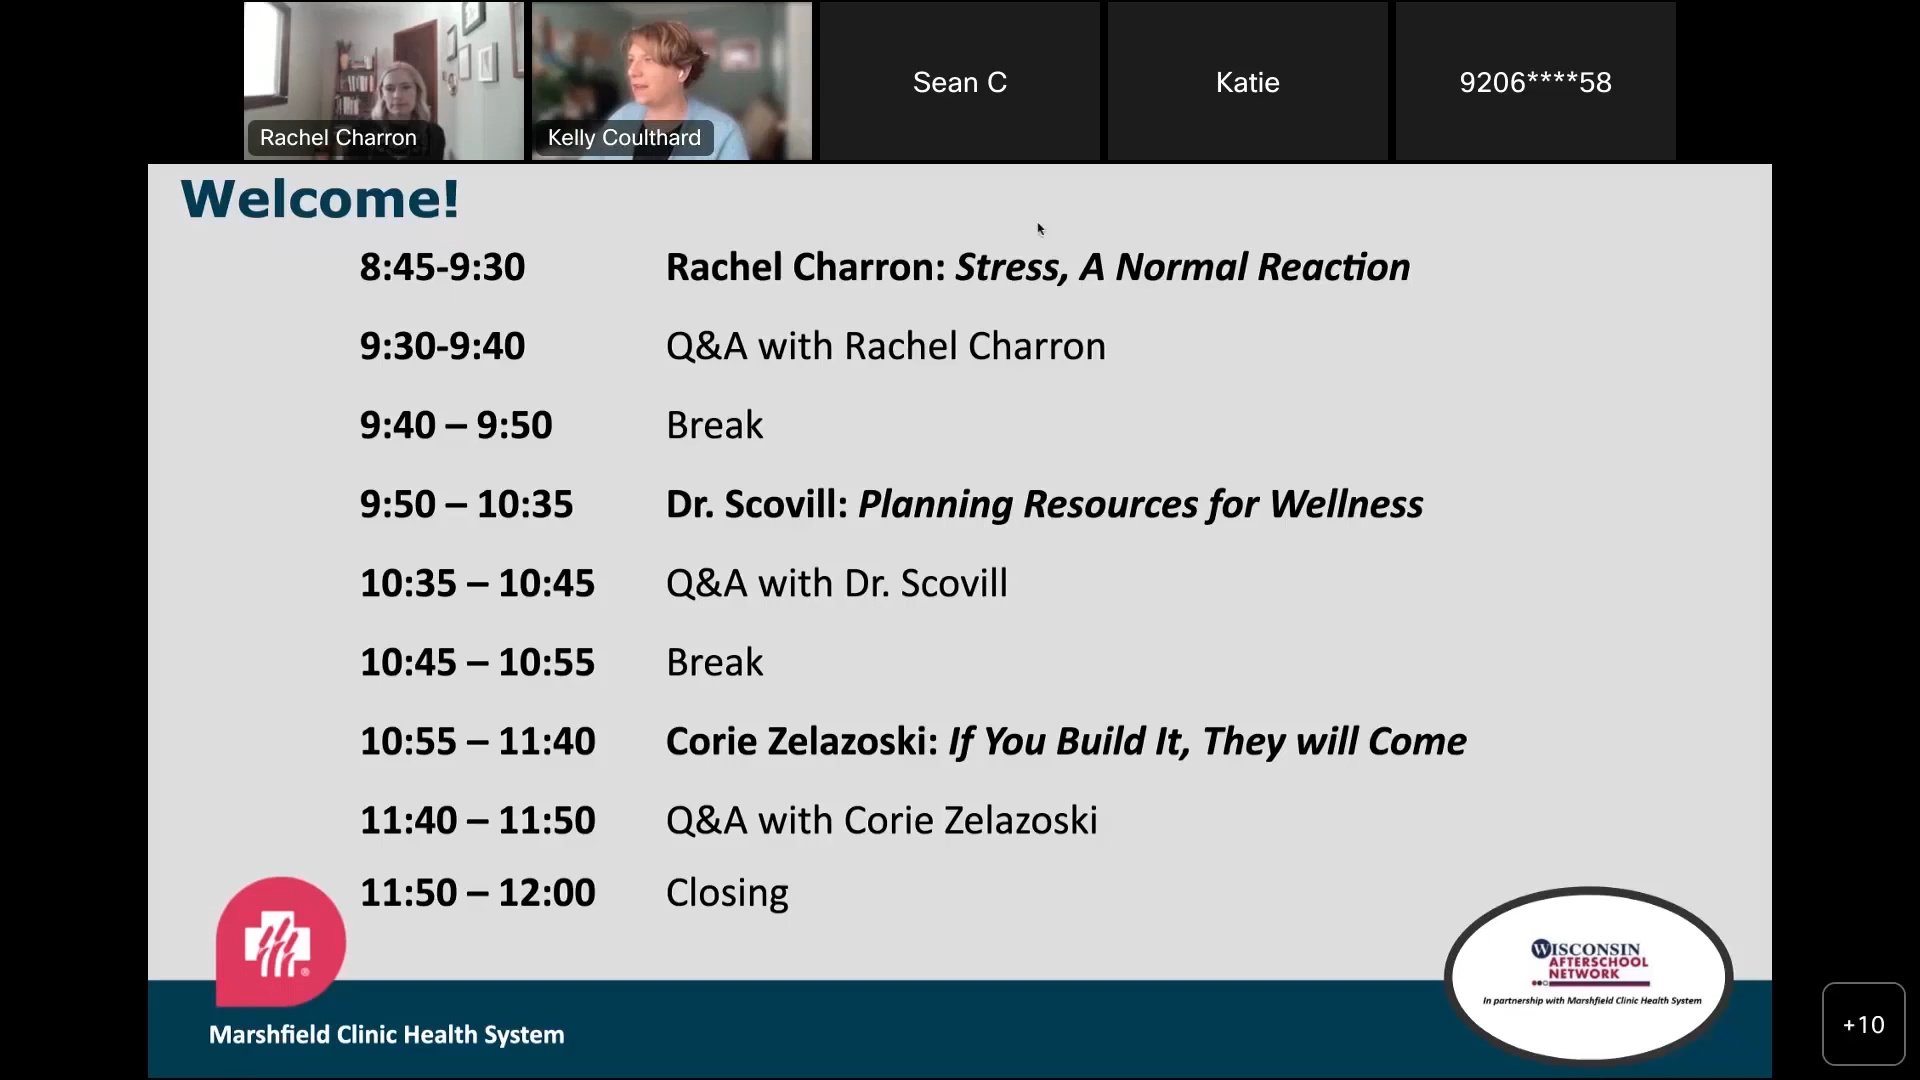 Sean C
Katie
9206****58
Rachel Charron
Kelly Coulthard
Welcome!
8:45-9:30 Rachel Charron: Stress, A Normal Reaction
9:30-9:40 Q&A with Rachel Charron
9:40 – 9:50 Break
9:50 – 10:35 Dr. Scovill: Planning Resources for Wellness
10:35 – 10:45 Q&A with Dr. Scovill
10:45 – 10:55 Break
10:55 – 11:40 Corie Zelazoski: If You Build It, They will Come
11:40 – 11:50 Q&A with Corie Zelazoski
11:50 – 12:00 Closing
®
Marshfield Clinic Health System
WISCONSIN
AFTERSCHOOL
NETWORK
In partnership with Marshfield Clinic Health System
+10